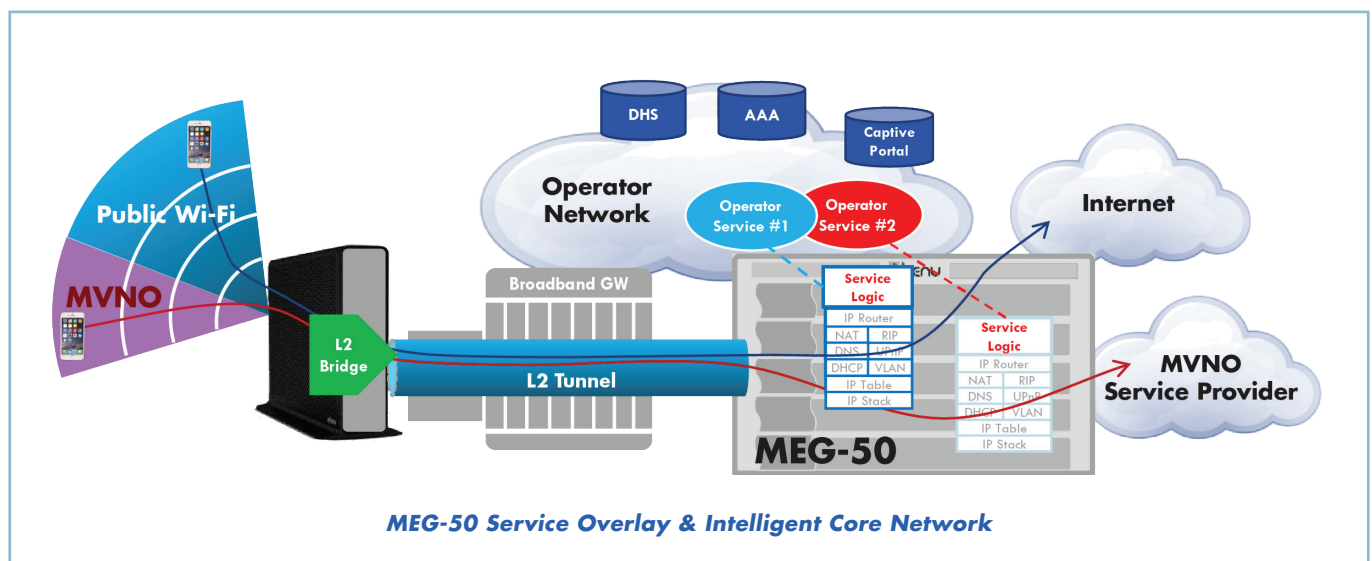 DHS
AAA
Captive
Portal
Operator
Network
Operator
Service #1
Operator
Service #2
Internet
Public Wi-Fi
MVNO
L2
Bridge
Broadband GW
L2 Tunnel
Service
Logic
IP Router
NAT RIP
DNS UPnP
DHCP VLAN
IP Table
IP Stack
Service
Logic
IP Router
NAT RIP
DNS UPnP
DHCP VLAN
IP Table
IP Stack
MEG-50
MVNO
Service Provider
MEG-50 Service Overlay & Intelligent Core Network